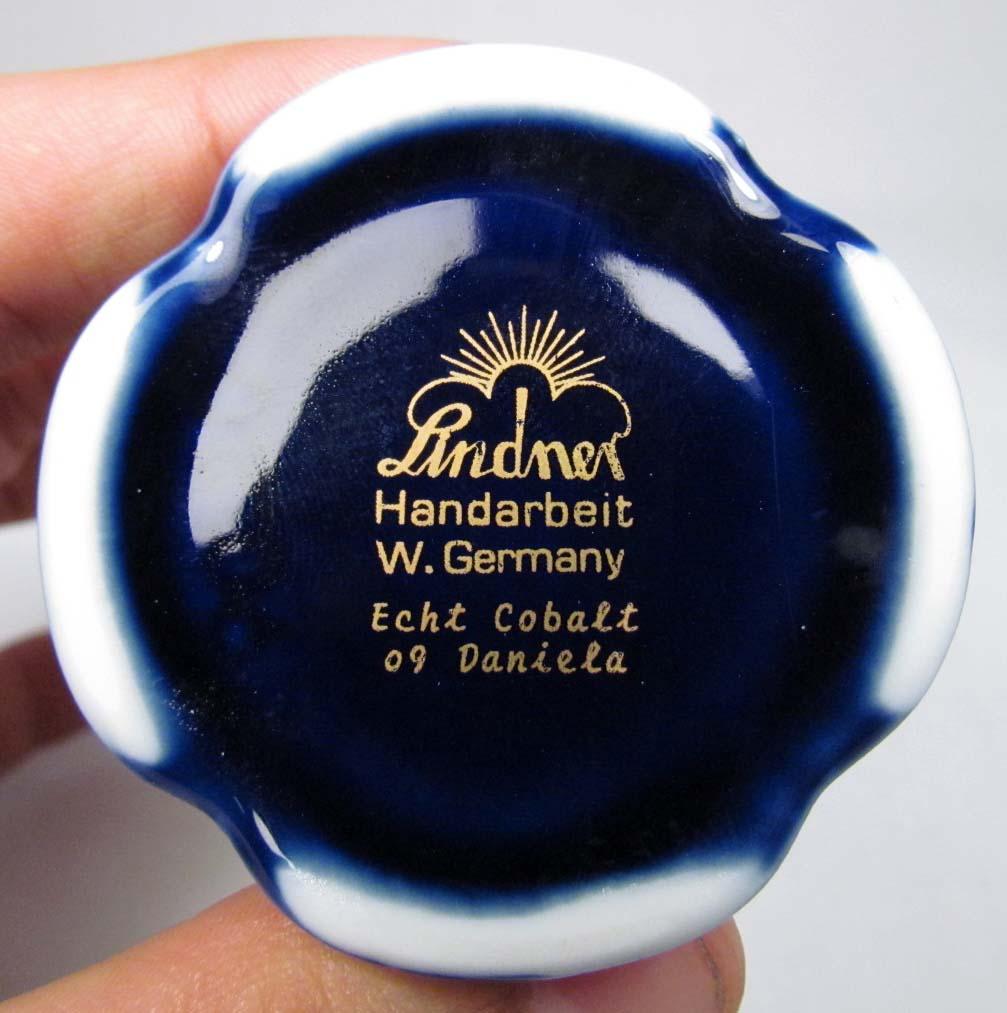 Lindner
Handarbeit
W. Germany
Echt Cobalt
09 Daniela